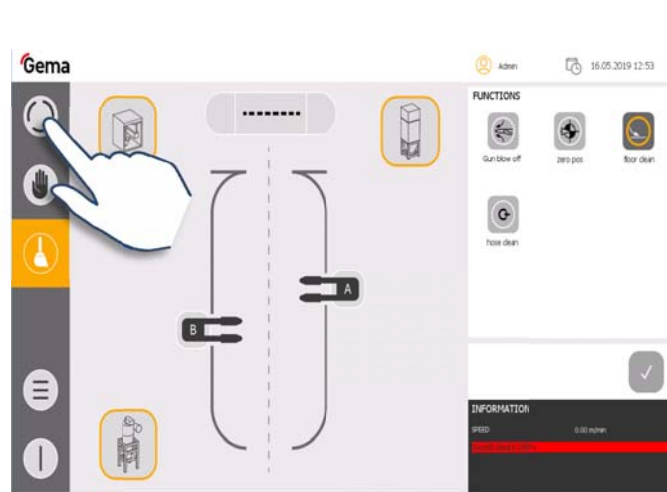 Gema
Admin
16.05.2019 12:53
FUNCTIONS
Gun blow off
zero pos.
floor clean
hose clean
A
B
INFORMATION
SPEED
0.00 m/min